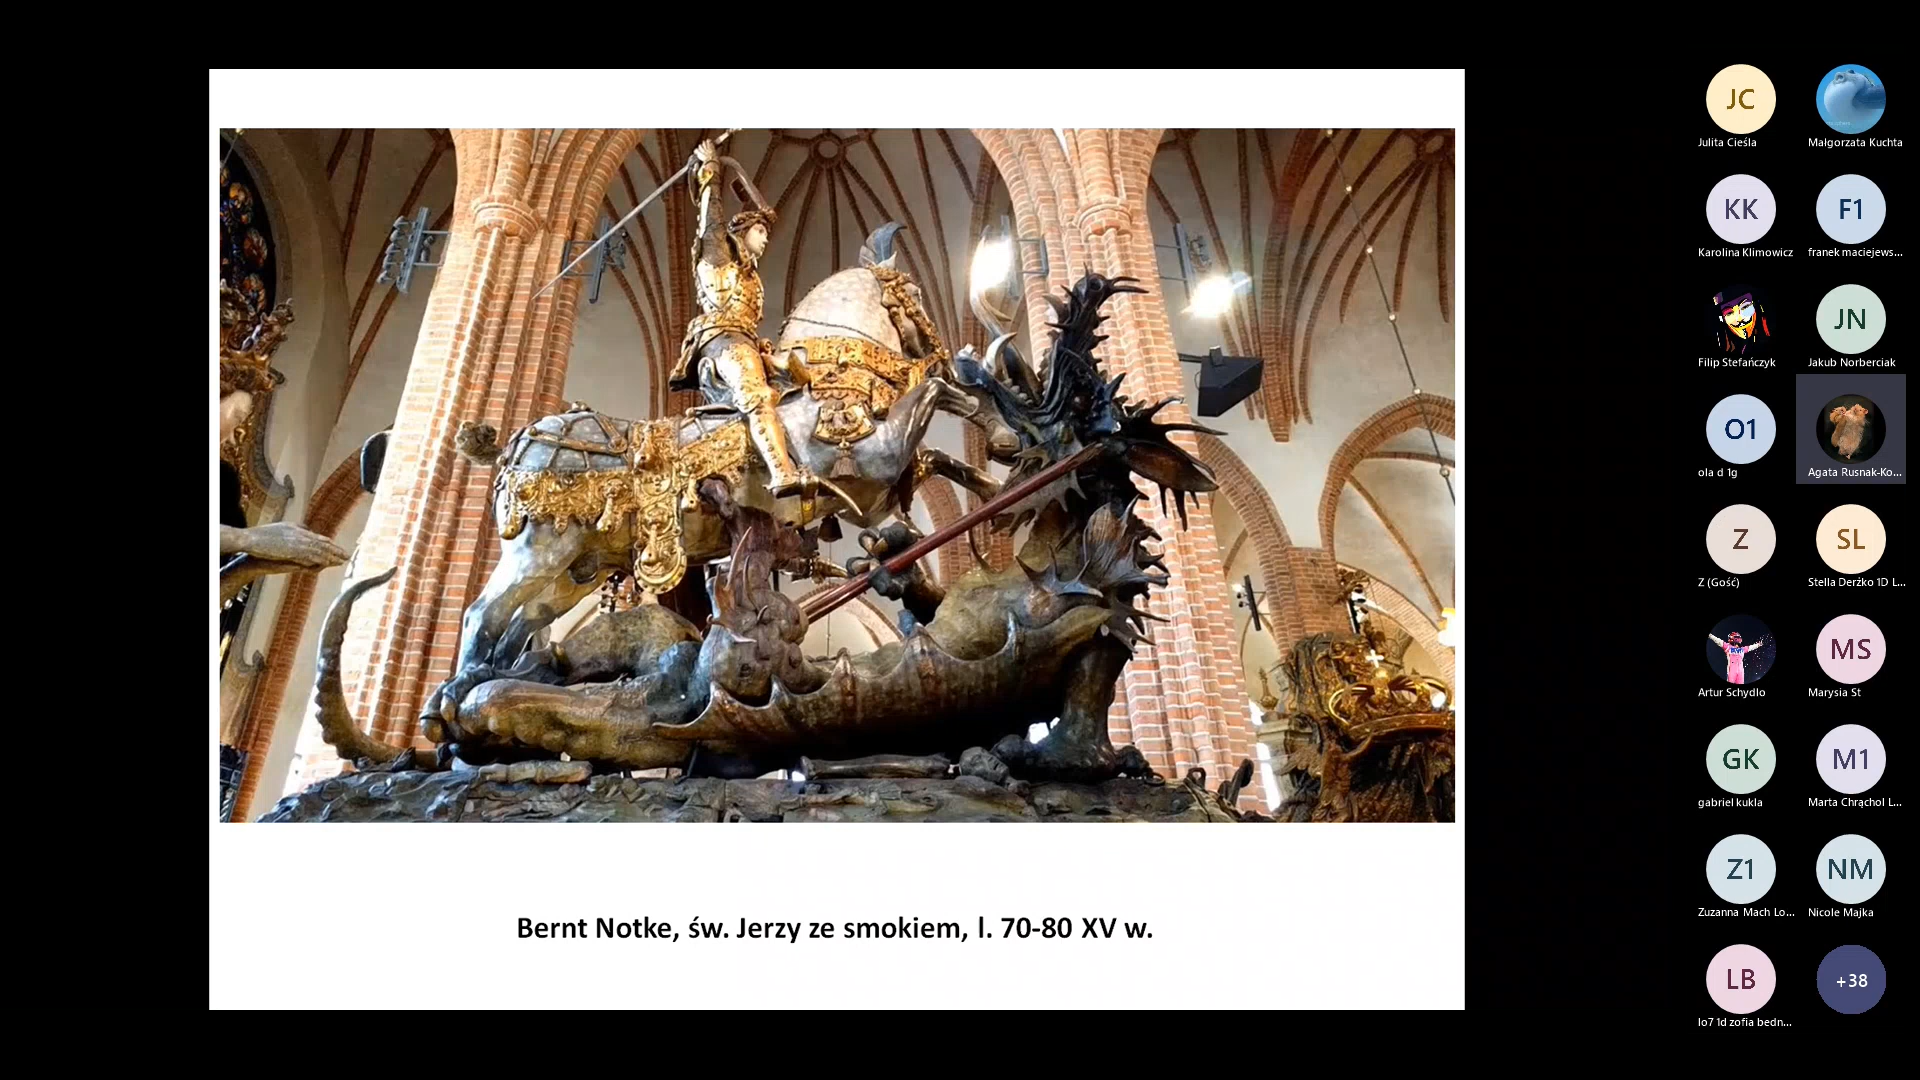 Bernt Notke, św. Jerzy ze smokiem, l. 70-80 XV w.
JC
Julita Cieśla
Małgorzata Kuchta
KK
Karolina Klimowicz
F1
franek maciejews...
Filip Stefańczyk
JN
Jakub Norberciak
O1
ola d 1g
Agata Rusnak-Ko...
Z
Z (Gość)
SL
Stella Derżko 1D L...
Artur Schydlo
MS
Marysia St
GK
gabriel kukla
M1
Marta Chrąchol L...
Z1
Zuzanna Mach Lo...
NM
Nicole Majka
LB
lo7 1d zofia bedn...
+38